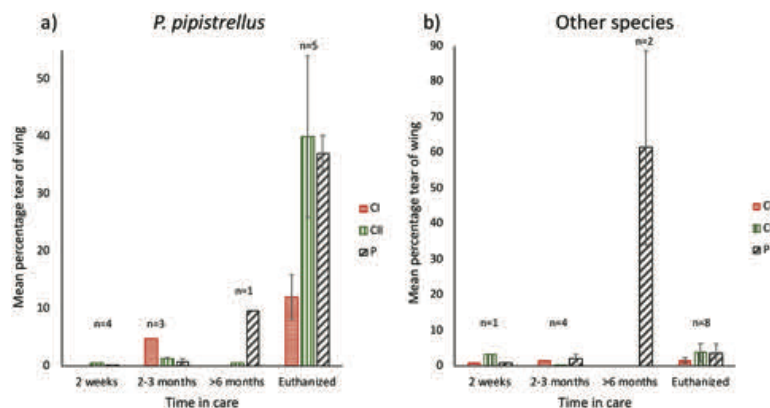 a) P. pipistrellus
n=5
50
40
30
20
10
0
Mean percentage tear of wing
n=4
n=3
n=1
CI
CII
P
2 weeks 2-3 months >6 months Euthanized
Time in care
b) Other species
n=2
90
80
70
60
50
40
30
20
10
0
Mean percentage tear of wing
n=1
n=4
n=8
C
C
P
2 weeks 2-3 months >6 months Euthanized
Time in care